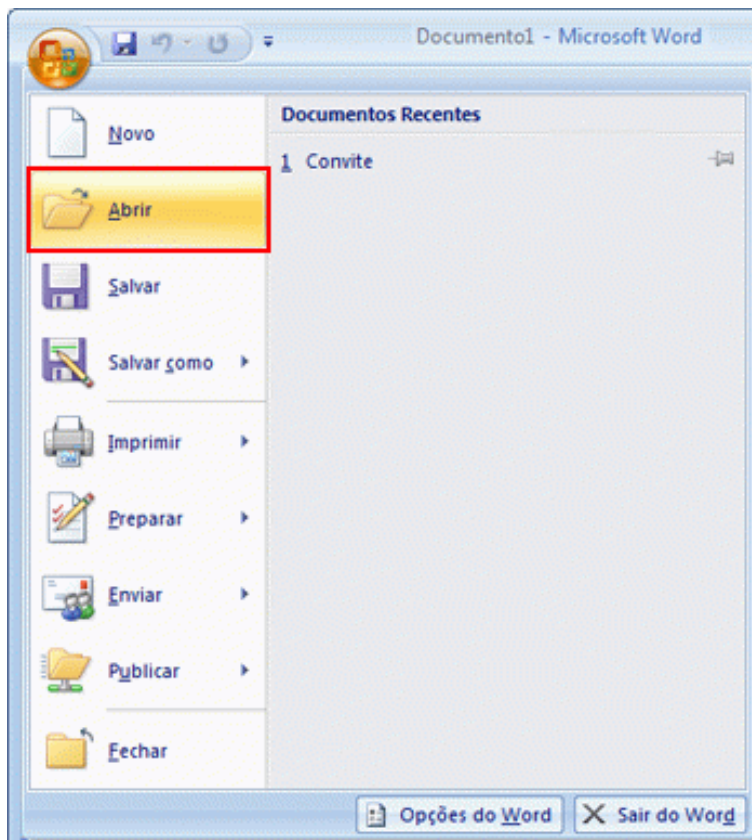 Documento1 - Microsoft Word
Novo
Abrir
Salvar
Salvar como
Imprimir
Preparar
Enviar
Publicar
Fechar
Documentos Recentes
1 Convite
Opções do Word
Sair do Word